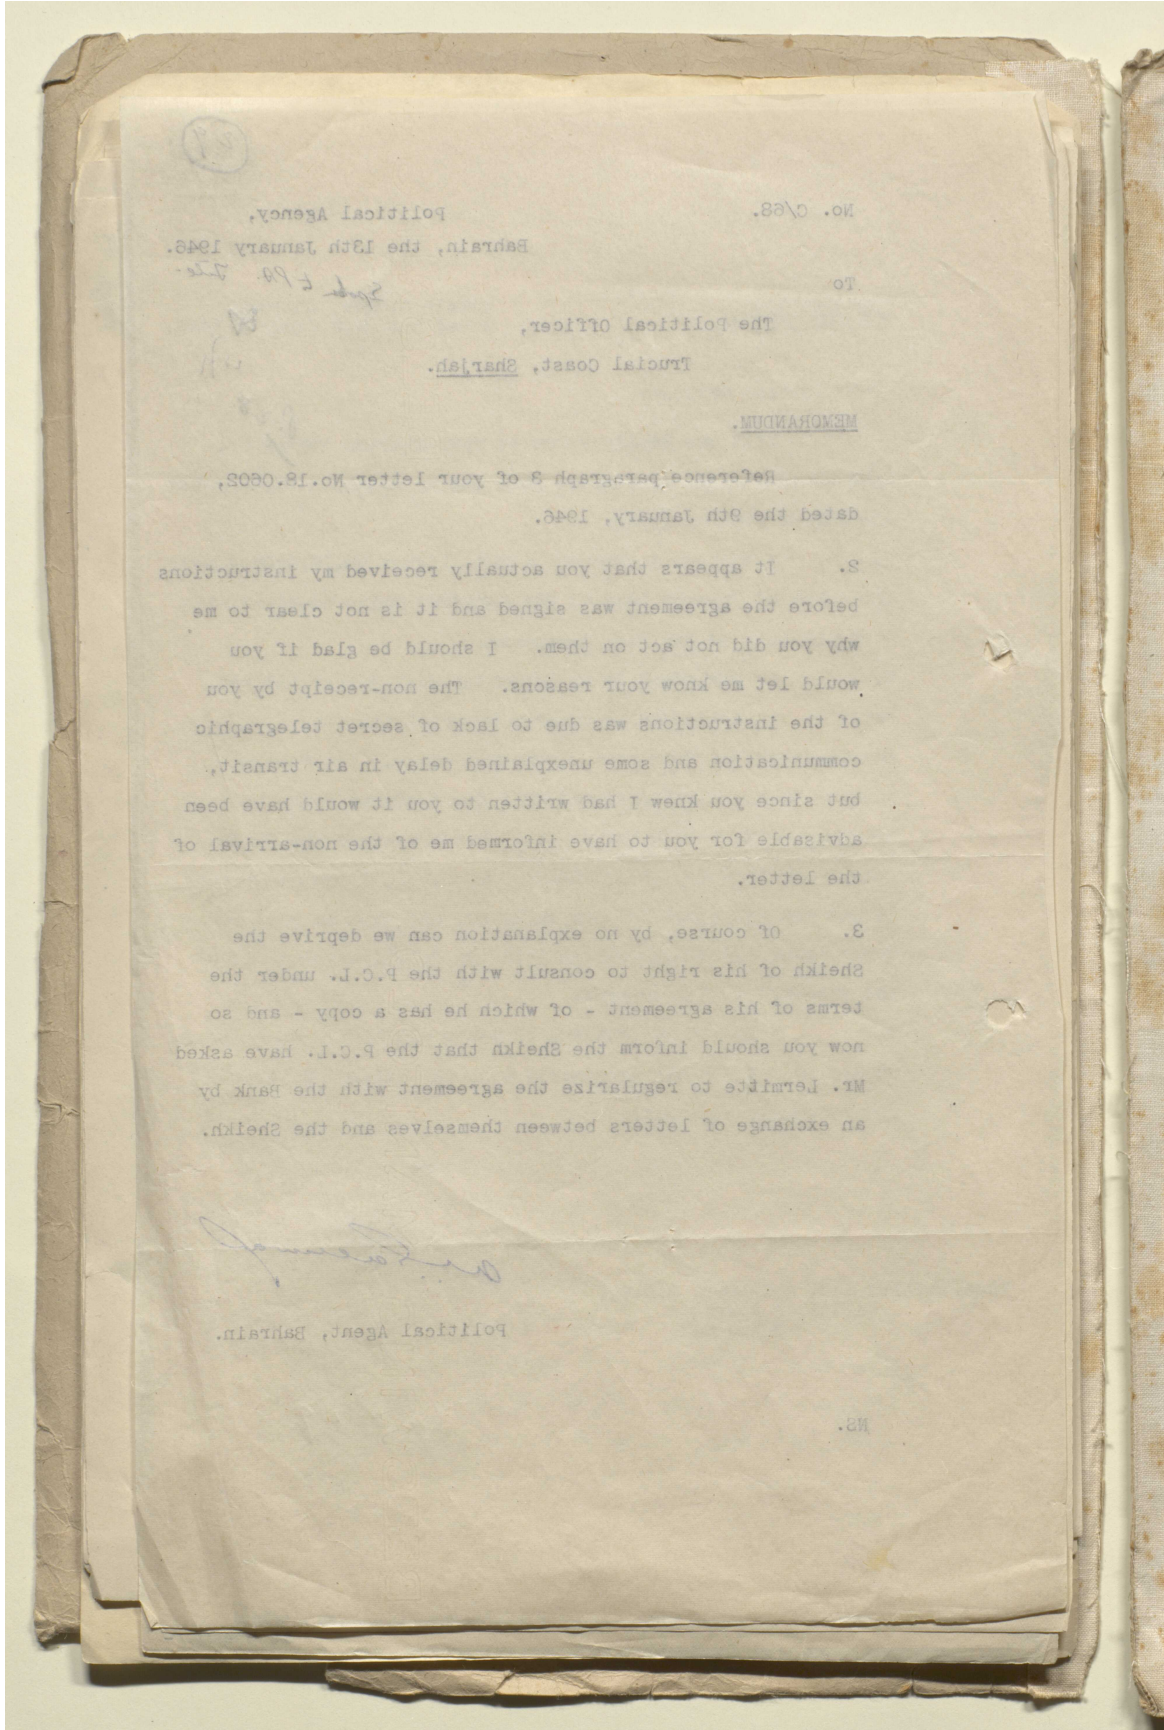 No. C/68.
Political Agency,
Bahrain, the 13th January 1946.
To
The Political Officer,
Trucial Coast, Sharjah.
MEMORANDUM.
Reference paragraph 3 of your letter No.18.0602,
dated the 9th January, 1946.
2. It appears that you actually received my instructions
before the agreement was signed and it is not clear to me
why you did not act on them. I should be glad if you
would let me know your reasons. The non-receipt by you
of the instructions was due to lack of secret telegraphic
communication and some unexplained delay in air transit,
but since you knew I had written to you it would have been
advisable for you to have informed me of the non-arrival of
the letter.
3. Of course, by no explanation can we deprive the
Sheikh of his right to consult with the P.C.L. under the
terms of his agreement - of which he has a copy - and so
now you should inform the Sheikh that the P.C.L. have asked
Mr. Lermitte to regularize the agreement with the Bank by
an exchange of letters between themselves and the Sheikh.
Political Agent, Bahrain.
NS.